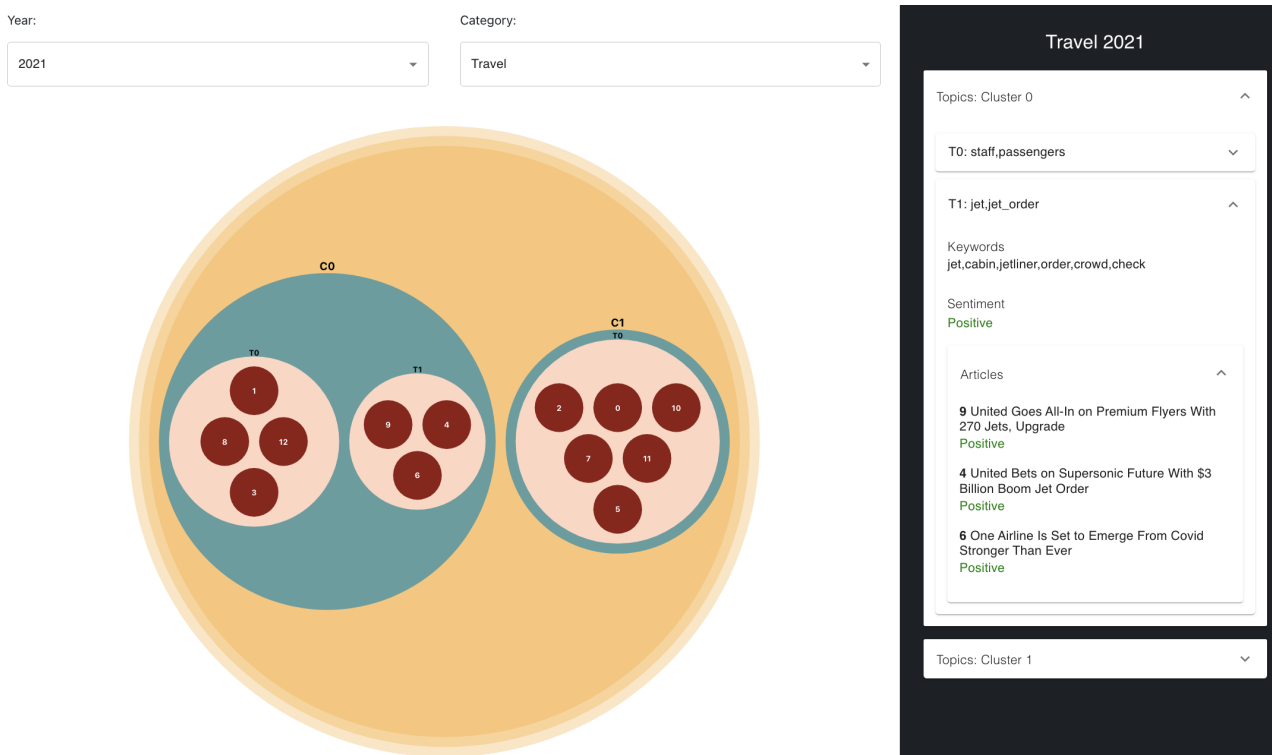 Year:
2021
Category:
Travel
C0
T0
1
8
12
3
T1
9
4
6
C1
T0
2
0
10
7
11
5
Travel 2021
Topics: Cluster 0
T0: staff,passengers
T1: jet,jet_order
Keywords
jet,cabin,jetliner,order,crowd,check
Sentiment
Positive
Articles
9 United Goes All-In on Premium Flyers With
270 Jets, Upgrade
Positive
4 United Bets on Supersonic Future With $3
Billion Boom Jet Order
Positive
6 One Airline Is Set to Emerge From Covid
Stronger Than Ever
Positive
Topics: Cluster 1